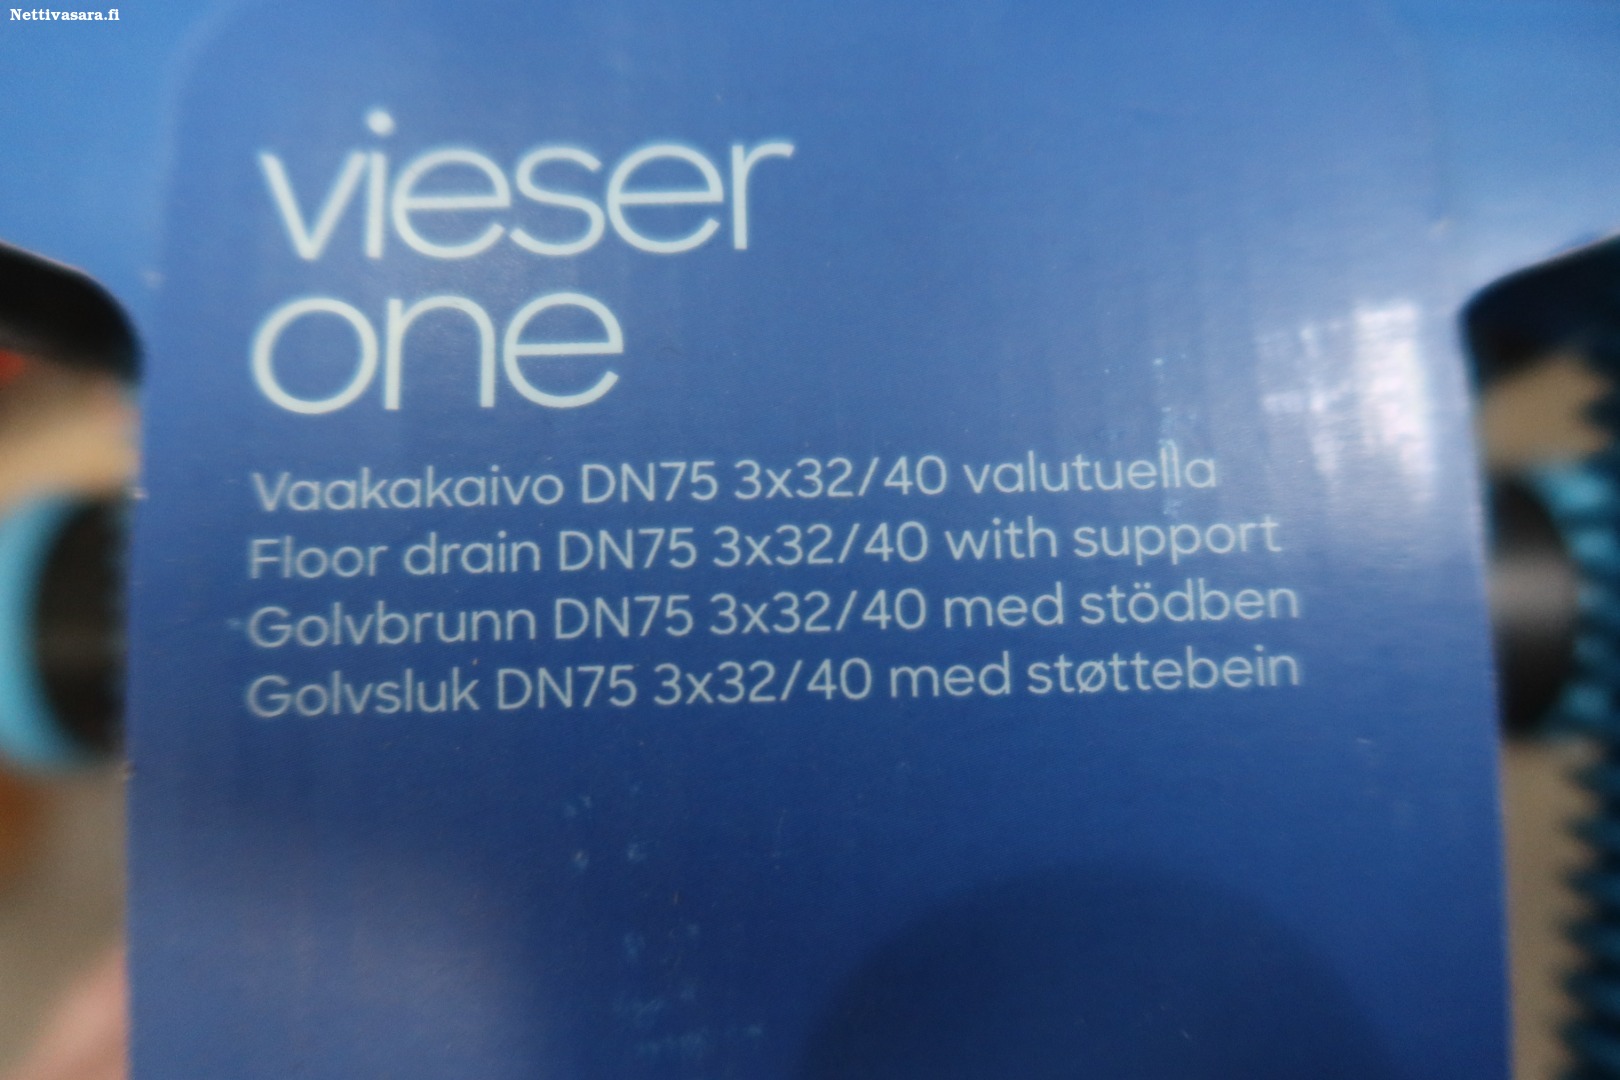 Nettivasara.fi
vieser
one
Vaakakaivo DN75 3x32/40 valutuella
Floor drain DN75 3x32/40 with support
Golvbrunn DN75 3x32/40 med stödben
Golvsluk DN75 3x32/40 med støttebein